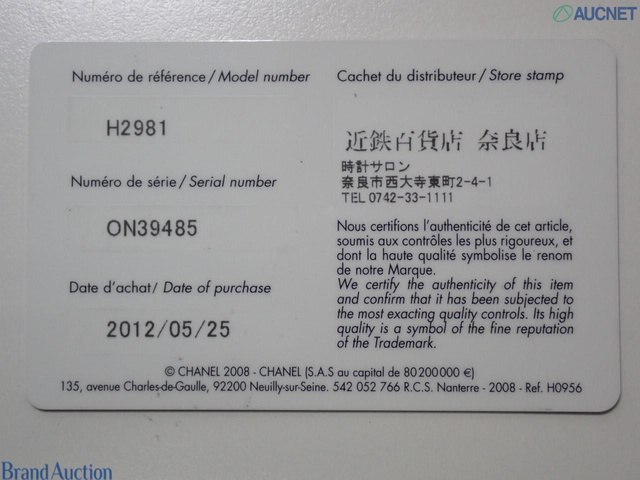 AUCNET
Numéro de référence / Model number
H2981
Numéro de série / Serial number
ON39485
Date d'achat / Date of purchase
2012/05/25
Cachet du distributeur / Store stamp
近鉄百貨店 奈良店
時計サロン
奈良市西大寺東町2-4-1
TEL 0742-33-1111
Nous certifions l'authenticité de cet article,
soumis aux contrôles les plus rigoureux, et
dont la haute qualité symbolise le renom
de notre Marque.
We certify the authenticity of this item
and confirm that it has been subjected to
the most exacting quality controls. Its high
quality is a symbol of the fine reputation
of the Trademark.
© CHANEL 2008 - CHANEL (S.A.S au capital de 80 200 000 €)
135, avenue Charles-de-Gaulle, 92200 Neuilly-sur-Seine. 542 052 766 R.C.S. Nanterre - 2008 - Ref. H0956
Brand Auction